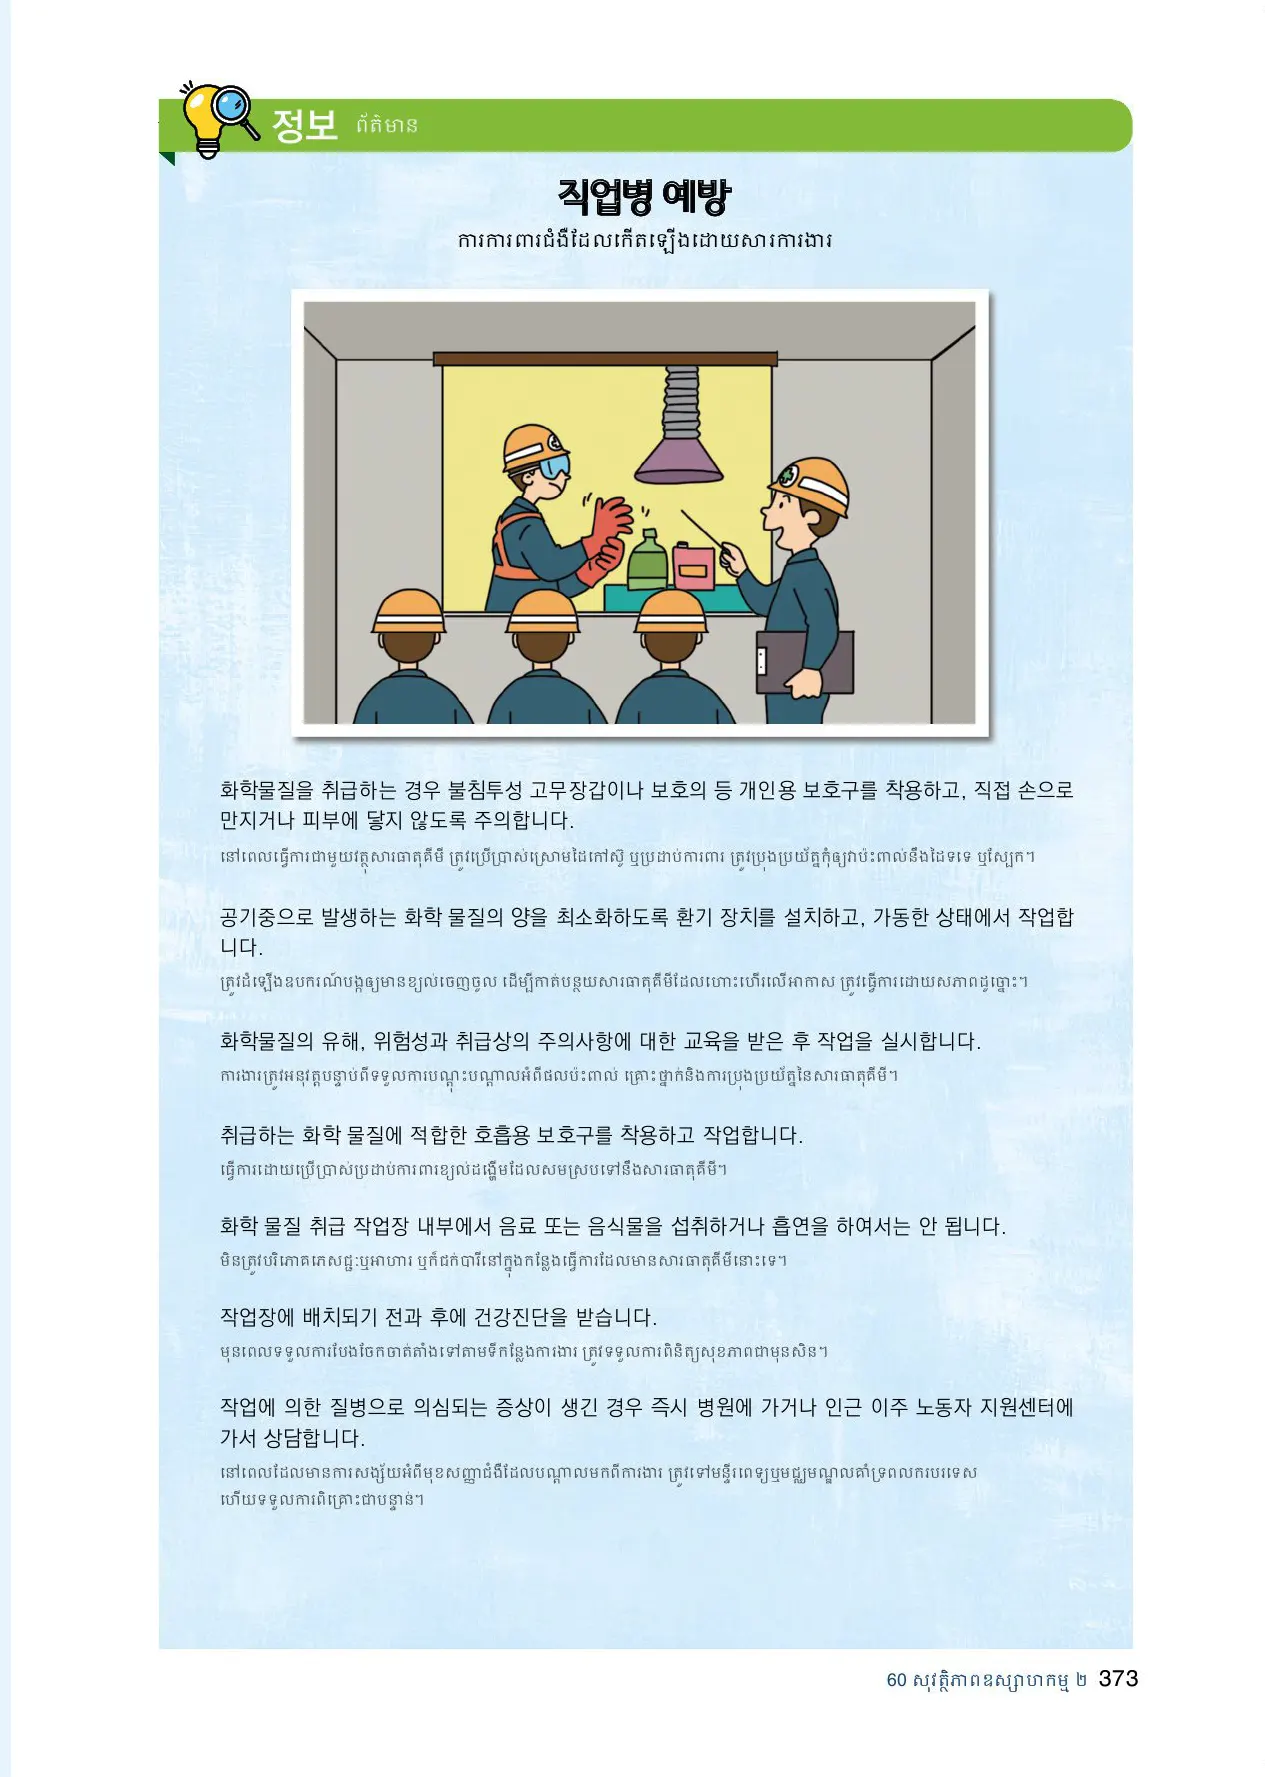 정보 ព័ត៌មាន
직업병 예방
ការការពារជំងឺដែលកើតឡើងដោយសារការងារ
화학물질을 취급하는 경우 불침투성 고무장갑이나 보호의 등 개인용 보호구를 착용하고, 직접 손으로
만지거나 피부에 닿지 않도록 주의합니다.
នៅពេលធ្វើការជាមួយវត្ថុសារធាតុគីមី ត្រូវប្រើប្រាស់ស្រោមដៃកៅស៊ូ ឬប្រដាប់ការពារ ត្រូវប្រុងប្រយ័ត្នកុំឲ្យវាប៉ះពាល់នឹងដៃទទេ ឬស្បែក។
공기중으로 발생하는 화학 물질의 양을 최소화하도록 환기 장치를 설치하고, 가동한 상태에서 작업합
니다.
ត្រូវដំឡើងឧបករណ៍បង្កឲ្យមានខ្យល់ចេញចូល ដើម្បីកាត់បន្ថយសារធាតុគីមីដែលហោះហើរលើអាកាស ត្រូវធ្វើការដោយសភាពដូច្នោះ។
화학물질의 유해, 위험성과 취급상의 주의사항에 대한 교육을 받은 후 작업을 실시합니다.
ការងារត្រូវអនុវត្តបន្ទាប់ពីទទួលការបណ្តុះបណ្តាលអំពីផលប៉ះពាល់ គ្រោះថ្នាក់និងការប្រុងប្រយ័ត្ននៃសារធាតុគីមី។
취급하는 화학 물질에 적합한 호흡용 보호구를 착용하고 작업합니다.
ធ្វើការដោយប្រើប្រាស់ប្រដាប់ការពារខ្យល់ដង្ហើមដែលសមស្របទៅនឹងសារធាតុគីមី។
화학 물질 취급 작업장 내부에서 음료 또는 음식물을 섭취하거나 흡연을 하여서는 안 됩니다.
មិនត្រូវបរិភោគភេសជ្ជៈឬអាហារ ឬក៏ជក់បារីនៅក្នុងកន្លែងធ្វើការដែលមានសារធាតុគីមីនោះទេ។
작업장에 배치되기 전과 후에 건강진단을 받습니다.
មុនពេលទទួលការបែងចែកចាត់តាំងទៅតាមទីកន្លែងការងារ ត្រូវទទួលការពិនិត្យសុខភាពជាមុនសិន។
작업에 의한 질병으로 의심되는 증상이 생긴 경우 즉시 병원에 가거나 인근 이주 노동자 지원센터에
가서 상담합니다.
នៅពេលដែលមានការសង្ស័យអំពីមុខសញ្ញាជំងឺដែលបណ្តាលមកពីការងារ ត្រូវទៅមន្ទីរពេទ្យឬមជ្ឈមណ្ឌលគាំទ្រពលករបរទេស
ហើយទទួលការពិគ្រោះជាបន្ទាន់។
60 សុវត្ថិភាពឧស្សាហកម្ម ២ 373